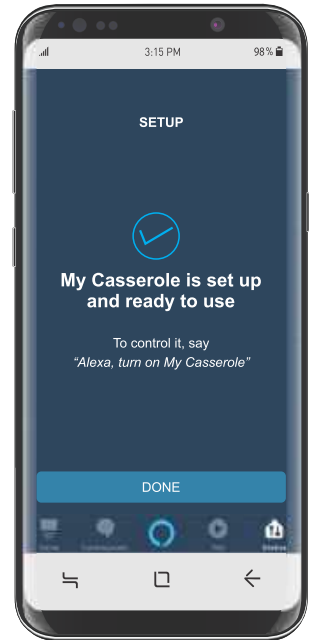 3:15 PM
98%
SETUP
My Casserole is set up
and ready to use
To control it, say
“Alexa, turn on My Casserole”
DONE